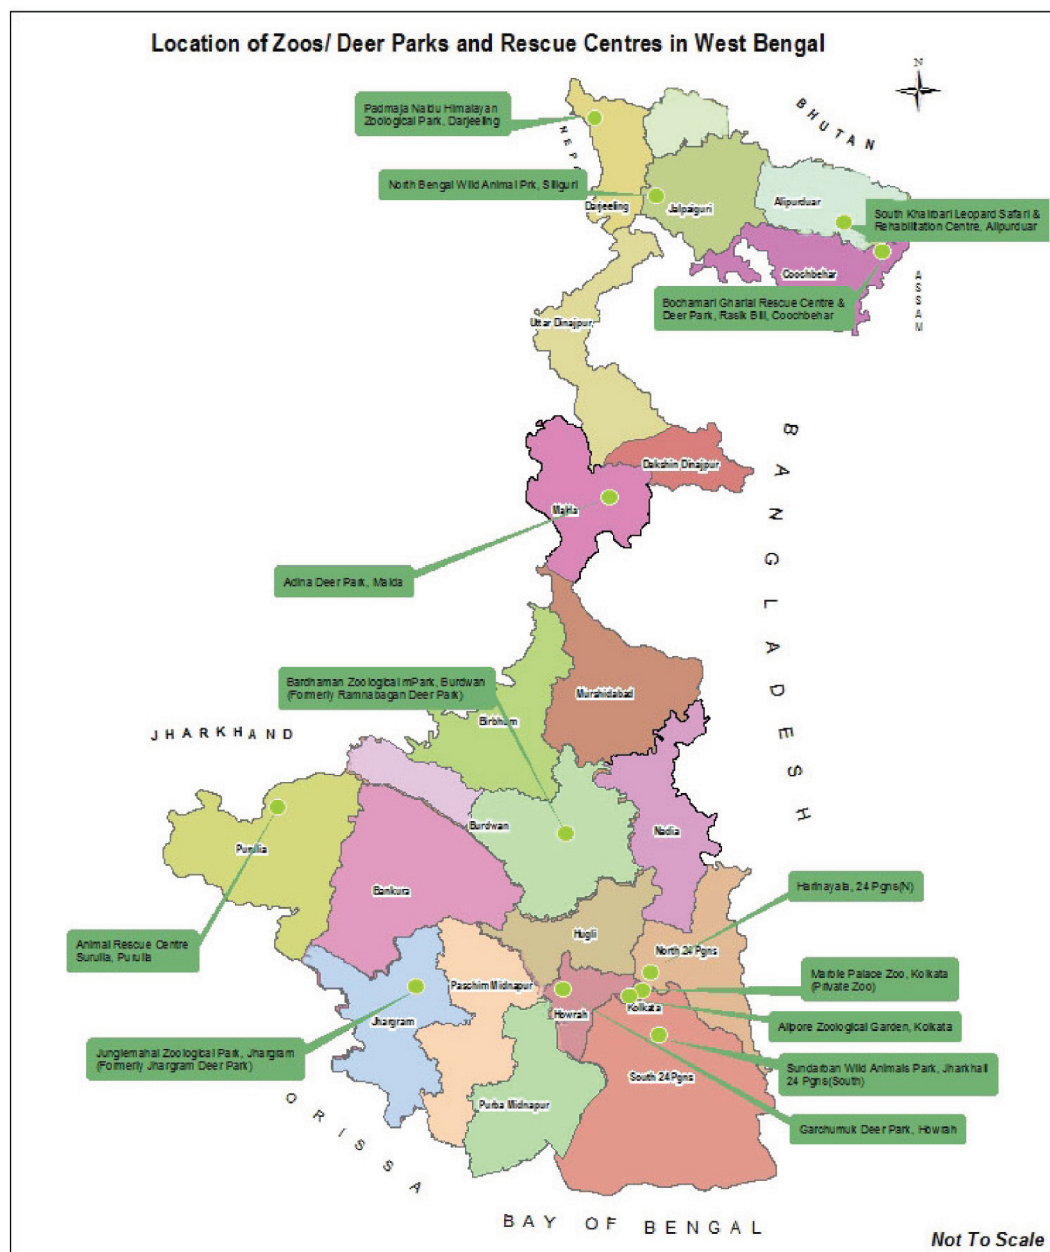 Location of Zoos/ Deer Parks and Rescue Centres in West Bengal
N
BHUTAN
Padmaja Naidu Himalayan
Zoological Park, Darjeeling
NEP
North Bengal Wild Animal Prk, Siliguri
Darjeeling
Jalpaiguri
Alipurduar
South Khairbari Leopard Safari &
Rehabilitation Centre, Alipurduar
Coochbehar
ASSAM
Bochamari Gharial Rescue Centre &
Deer Park, Rasik Bill, Coochbehar
Uttar Dinajpur,
BANGLADESH
Dakshin Dinajpur,
Malda
Adina Deer Park, Malda
Bardhaman Zoological mPark, Burdwan
(Formerly Ramnabagan Deer Park)
Murshidabad
Birbhum
JHARKHAND
Burdwan
Nadia
Purulia
Bankura
Harinayala, 24 Pgns(N)
Hugli
North 24 Pgns
Animal Rescue Centre
Surulia, Purulia
Marble Palace Zoo, Kolkata
(Private Zoo)
Paschim Midnapur
Howrah
Kolkata
Jhargram
Alipore Zoological Garden, Kolkata
Junglemahal Zoological Park, Jhargram
(Formerly Jhargram Deer Park)
Sundarban Wild Animals Park, Jharkhali
24 Pgns(South)
South 24 Pgns
Purba Midnapur
Garchumuk Deer Park, Howrah
ORISSA
BAY OF BENGAL
Not To Scale